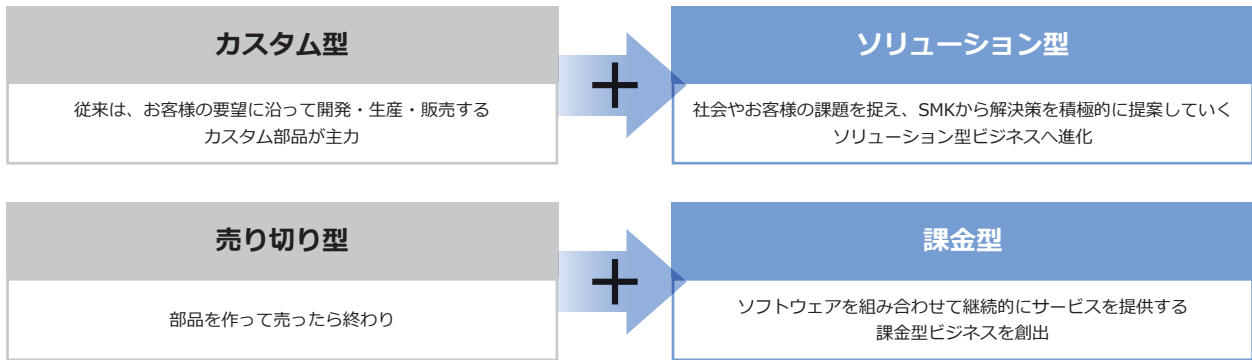 カスタム型
従来は、お客様の要望に沿って開発・生産・販売する
カスタム部品が主力
+
ソリューション型
社会やお客様の課題を捉え、SMKから解決策を積極的に提案していく
ソリューション型ビジネスへ進化
売り切り型
部品を作って売ったら終わり
+
課金型
ソフトウェアを組み合わせて継続的にサービスを提供する
課金型ビジネスを創出